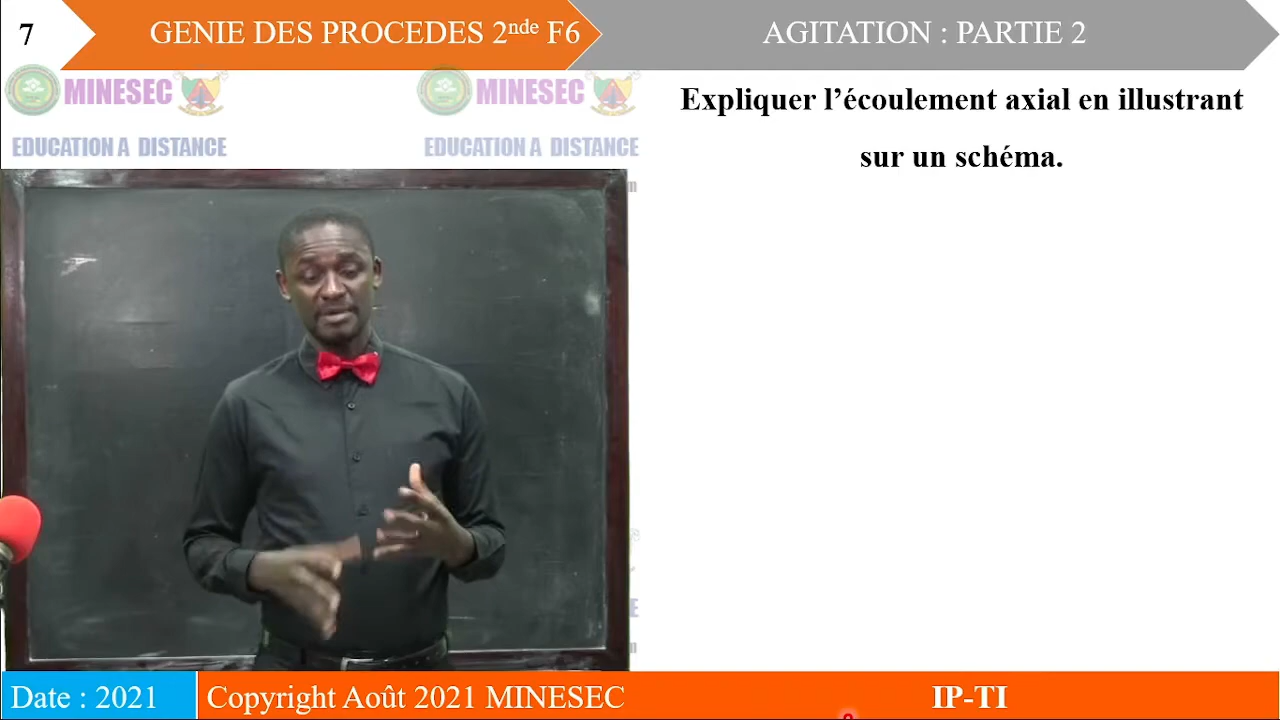 7
GENIE DES PROCEDES 2nde F6
AGITATION : PARTIE 2
MINESEC
MINESEC
EDUCATION A DISTANCE
EDUCATION A DISTANCE
Expliquer l’écoulement axial en illustrant
sur un schéma.
Date : 2021
Copyright Août 2021 MINESEC
IP-TI